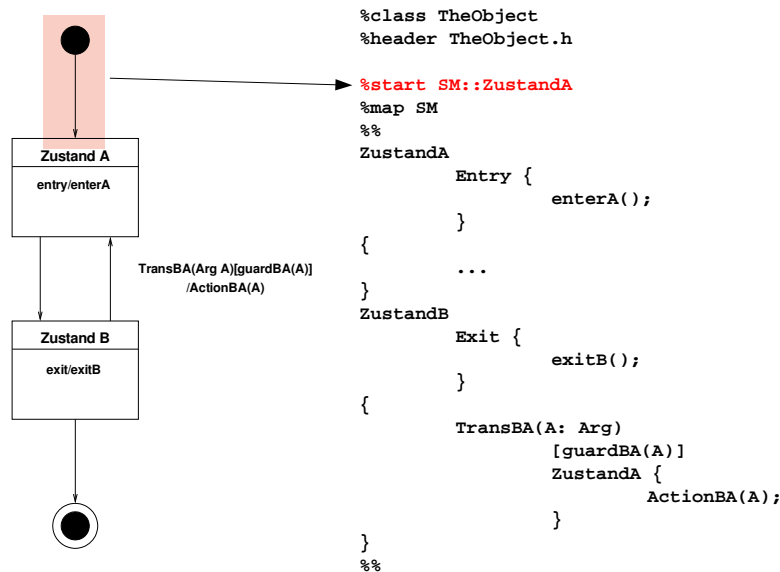 Zustand A
entry/enterA
TransBA(Arg A)[guardBA(A)]
/ActionBA(A)
Zustand B
exit/exitB
%class TheObject
%header TheObject.h
%start SM::ZustandA
%map SM
%%
ZustandA
Entry {
enterA();
}
{
...
}
ZustandB
Exit {
exitB();
}
{
TransBA(A: Arg)
[guardBA(A)]
ZustandA {
ActionBA(A);
}
}
%%